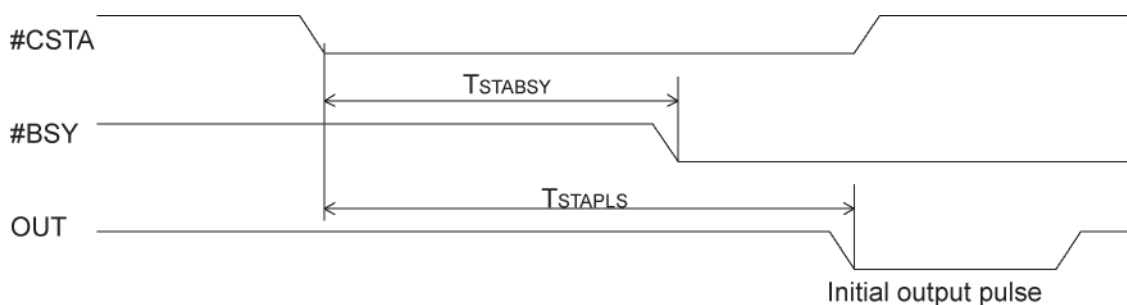 #CSTA
TSTABSY
#BSY
TSTAPLS
OUT
Initial output pulse